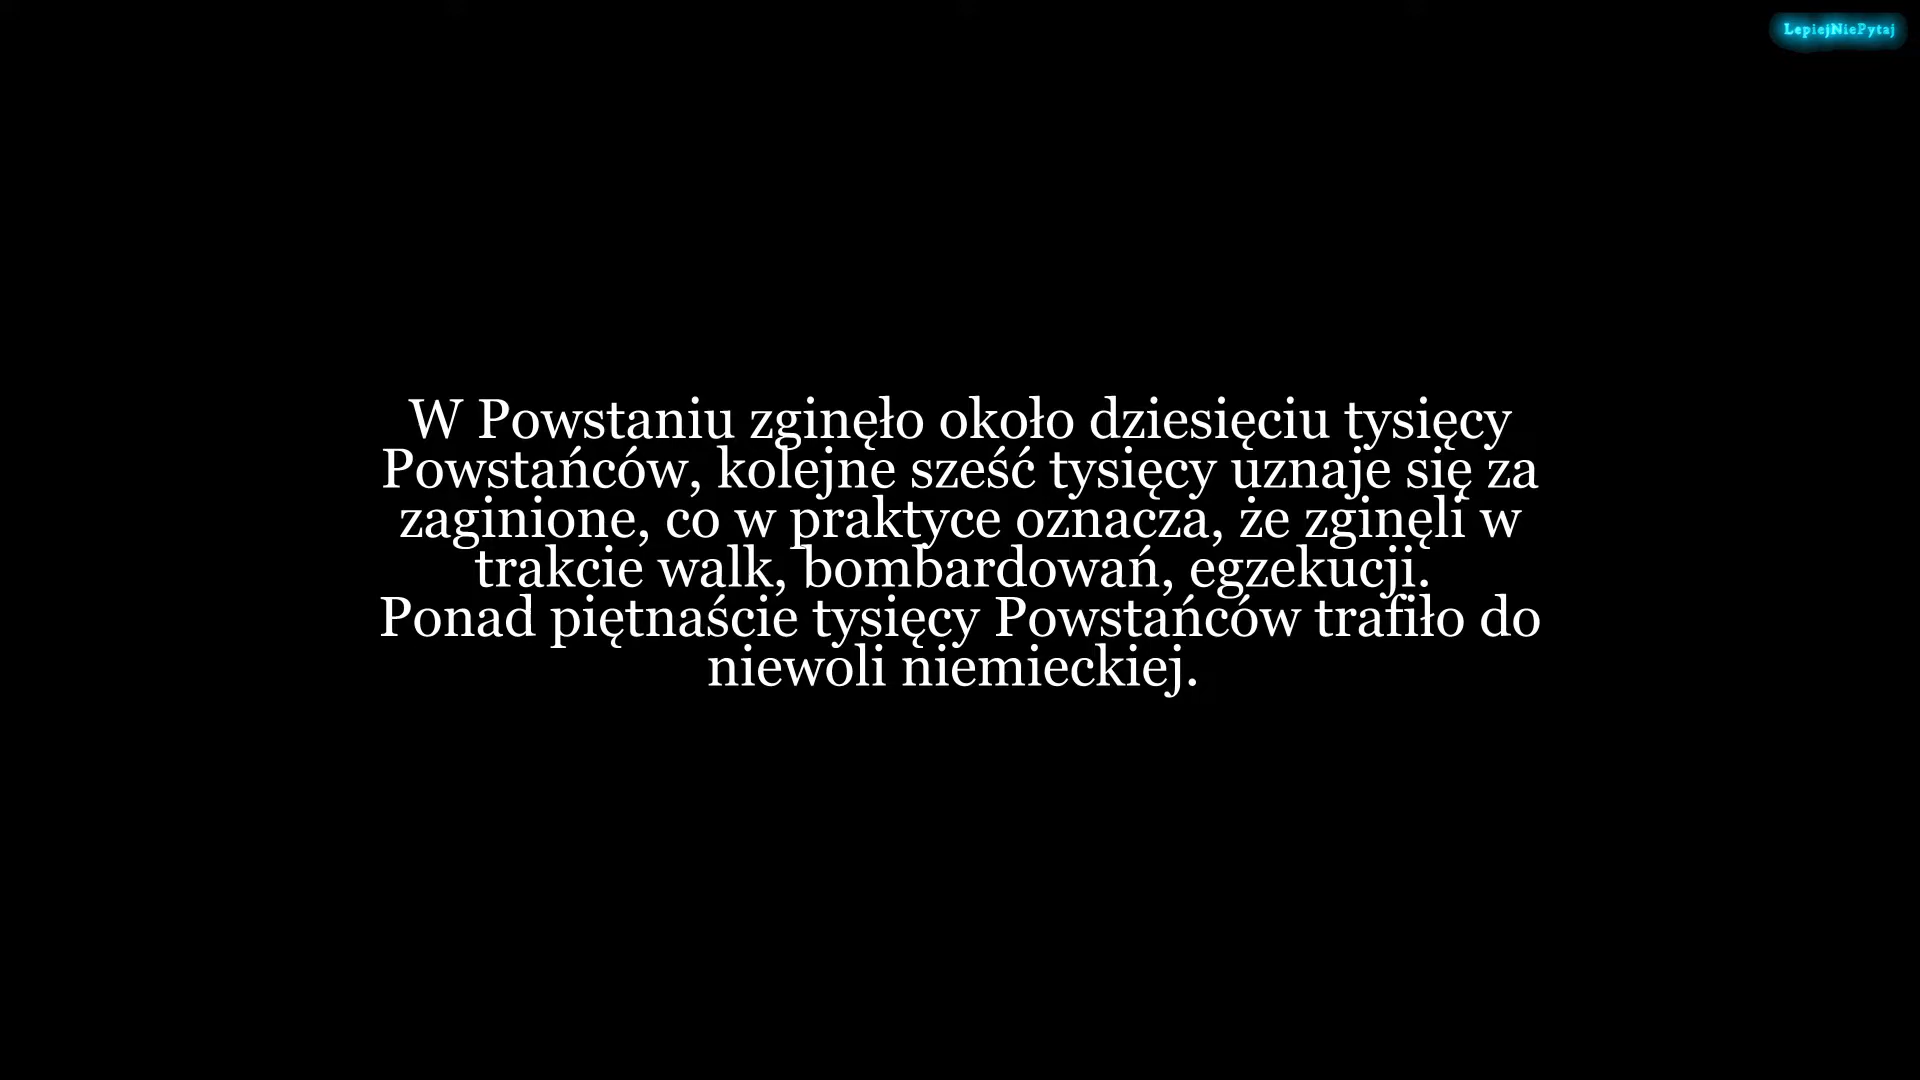 LepiejNiePytaj
W Powstaniu zginęło około dziesięciu tysięcy
Powstańców, kolejne sześć tysięcy uznaje się za
zaginione, co w praktyce oznacza, że zginęli w
trakcie walk, bombardowań, egzekucji.
Ponad piętnaście tysięcy Powstańców trafiło do
niewoli niemieckiej.